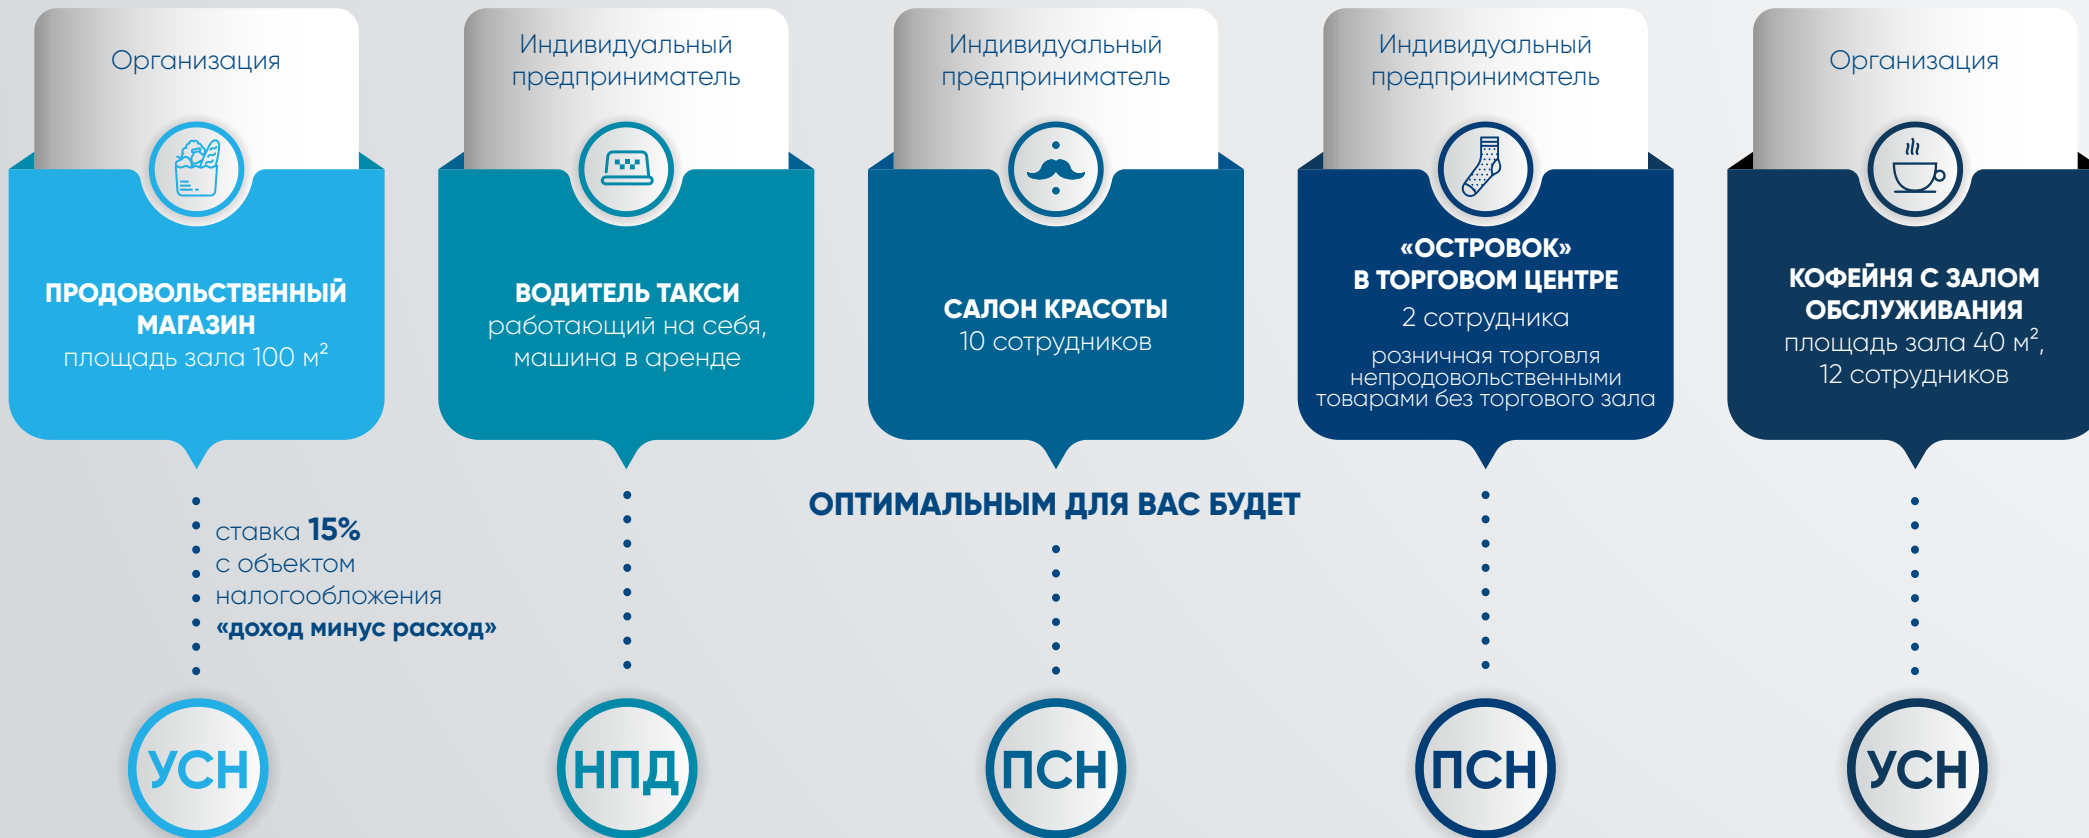 Организация
ПРОДОВОЛЬСТВЕННЫЙ
МАГАЗИН
площадь зала 100 м²
ставка 15%
с объектом
налогообложения
«доход минус расход»
УСН
Индивидуальный
предприниматель
ВОДИТЕЛЬ ТАКСИ
работающий на себя,
машина в аренде
НПД
Индивидуальный
предприниматель
САЛОН КРАСОТЫ
10 сотрудников
ОПТИМАЛЬНЫМ ДЛЯ ВАС БУДЕТ
ПСН
Индивидуальный
предприниматель
«ОСТРОВОК»
В ТОРГОВОМ ЦЕНТРЕ
2 сотрудника
розничная торговля
непродовольственными
товарами без торгового зала
ПСН
Организация
КОФЕЙНЯ С ЗАЛОМ
ОБСЛУЖИВАНИЯ
площадь зала 40 м²,
12 сотрудников
УСН